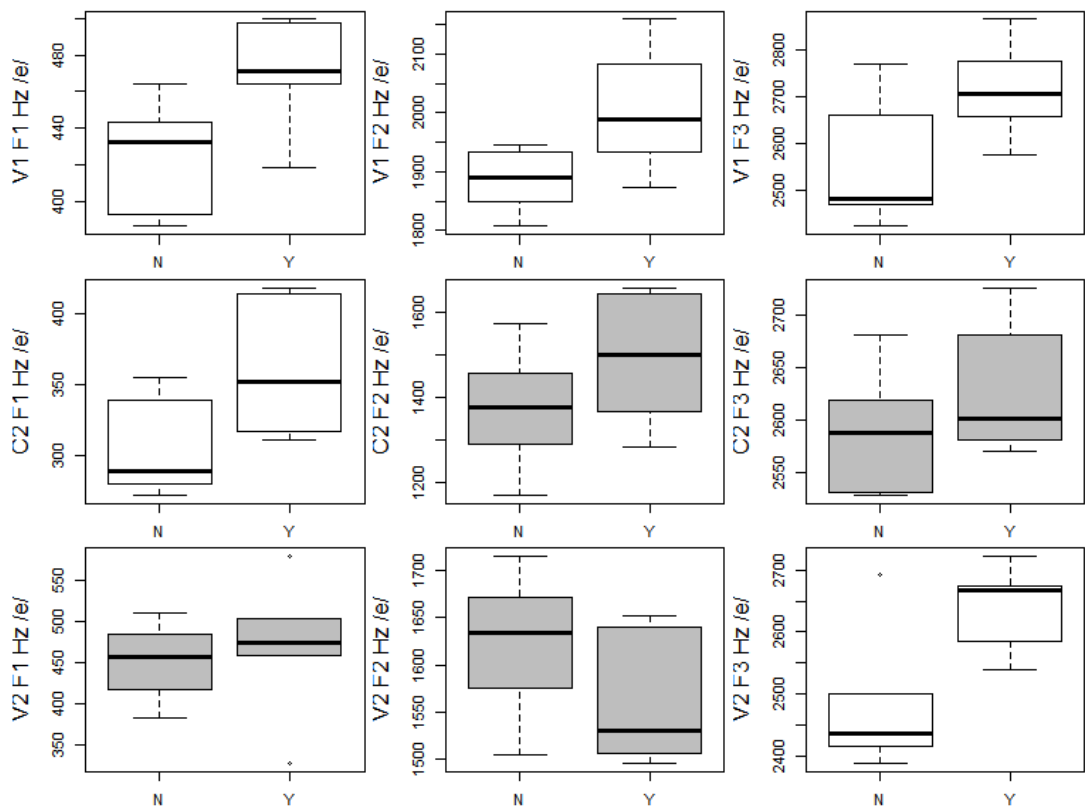 V1 F1 Hz /e/
400
440
480
N
Y
V1 F2 Hz /e/
1800
1900
2000
2100
N
Y
V1 F3 Hz /e/
2500
2600
2700
2800
N
Y
C2 F1 Hz /e/
300
350
400
N
Y
C2 F2 Hz /e/
1200
1400
1600
N
Y
C2 F3 Hz /e/
2550
2600
2650
2700
N
Y
V2 F1 Hz /e/
350
400
450
500
550
N
Y
V2 F2 Hz /e/
1500
1550
1600
1650
1700
N
Y
V2 F3 Hz /e/
2400
2500
2600
2700
N
Y